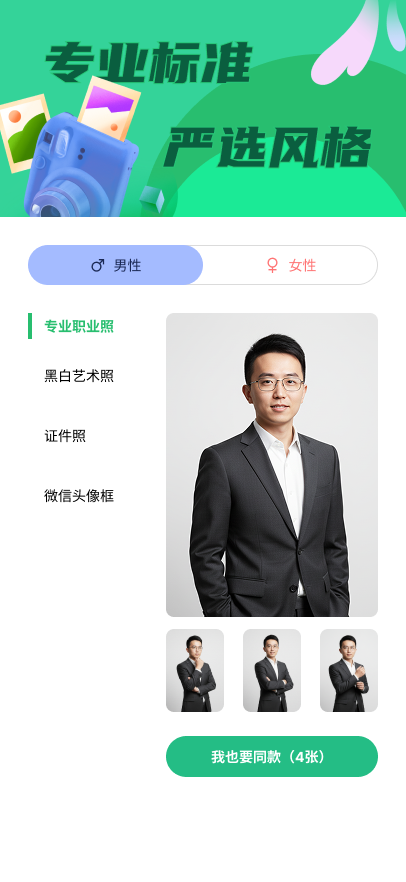 专业标准
严选风格
男性
女性
专业职业照
黑白艺术照
证件照
微信头像框
我也要同款（4张）